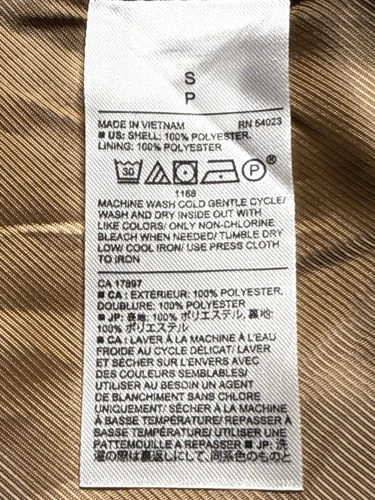 S
P
MADE IN VIETNAM RN 54023
■ US: SHELL: 100% POLYESTER.
LINING: 100% POLYESTER
30 P ®
1168
MACHINE WASH COLD GENTLE CYCLE/
WASH AND DRY INSIDE OUT WITH
LIKE COLORS/ ONLY NON-CHLORINE
BLEACH WHEN NEEDED/ TUMBLE DRY
LOW/ COOL IRON/ USE PRESS CLOTH
TO IRON
CA 17897
■ CA: EXTÉRIEUR: 100% POLYESTER.
DOUBLURE: 100% POLYESTER
■ JP: 表地: 100% ポリエステル. 裏地:
100% ポリエステル
■ CA: LAVER À LA MACHINE À L'EAU
FROIDE AU CYCLE DÉLICAT/ LAVER
ET SÉCHER SUR L'ENVERS AVEC
DES COULEURS SEMBLABLES/
UTILISER AU BESOIN UN AGENT
DE BLANCHIMENT SANS CHLORE
UNIQUEMENT/ SÉCHER À LA MACHINE
À BASSE TEMPÉRATURE/ REPASSER À
BASSE TEMPÉRATURE/ UTILISER UNE
PATTEMOUILLE À REPASSER ■ JP: 洗
濯の際は裏返しにして、同系色のものと